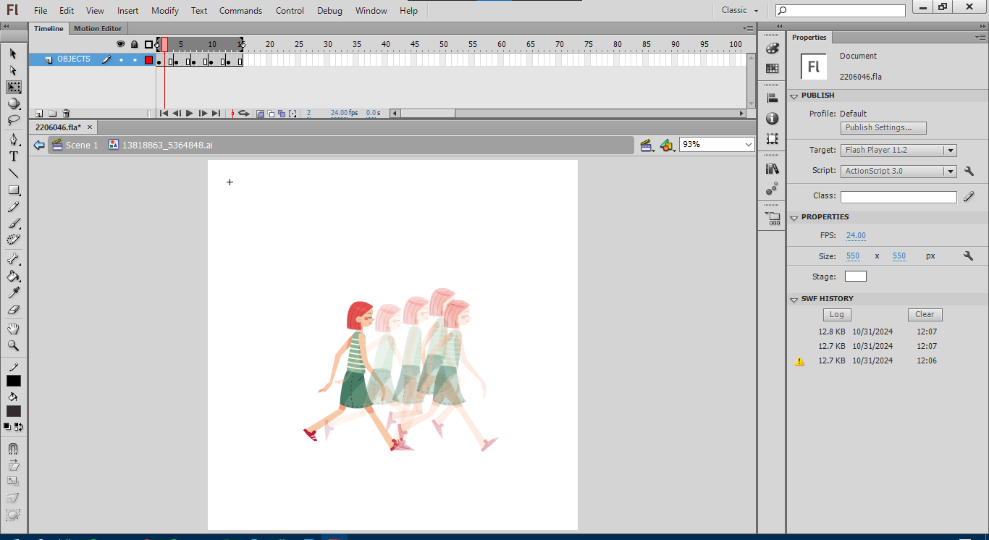 Fl File Edit View Insert Modify Text Commands Control Debug Window Help Classic
Timeline Motion Editor
5 10 15 20 25 30 35 40 45 50 55 60 65 70 75 80 85 90 95 100
OBJECTS
2 24.00 fps 0.0 s
2206046.fla* ×
Scene 1 13818863_5364848.ai 93%
Properties
Fl
Document
2206046.fla
PUBLISH
Profile: Default
Publish Settings...
Target: Flash Player 11.2
Script: ActionScript 3.0
Class:
PROPERTIES
FPS: 24.00
Size: 550 x 550 px
Stage:
SWF HISTORY
Log Clear
12.8 KB 10/31/2024 12:07
12.7 KB 10/31/2024 12:07
12.7 KB 10/31/2024 12:06